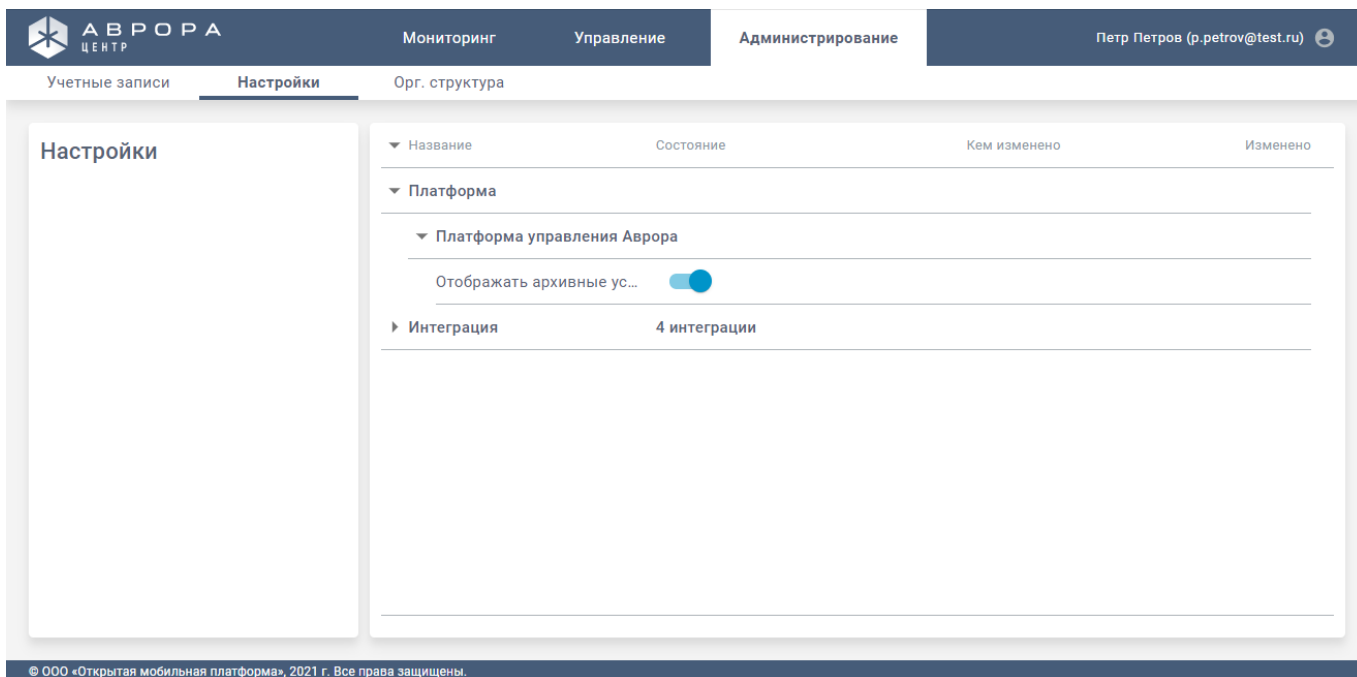 АВРОРА
ЦЕНТР
Мониторинг Управление Администрирование Петр Петров (p.petrov@test.ru)
Учетные записи Настройки Орг. структура
Настройки
Название Состояние Кем изменено Изменено
Платформа
Платформа управления Аврора
Отображать архивные ус...
Интеграция 4 интеграции
© ООО «Открытая мобильная платформа», 2021 г. Все права защищены.